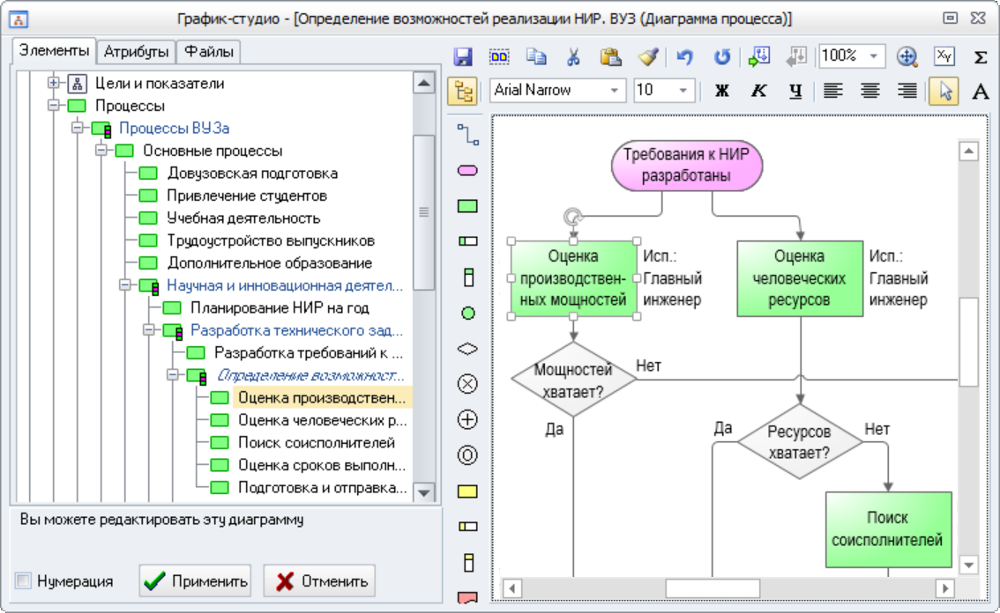 График-студио - [Определение возможностей реализации НИР. ВУЗ (Диаграмма процесса)]
Элементы
Атрибуты
Файлы
Цели и показатели
Процессы
Процессы ВУЗа
Основные процессы
Довузовская подготовка
Привлечение студентов
Учебная деятельность
Трудоустройство выпускников
Дополнительное образование
Научная и инновационная деятел...
Планирование НИР на год
Разработка технического зад...
Разработка требований к ...
Определение возможност...
Оценка производствен...
Оценка человеческих р...
Поиск соисполнителей
Оценка сроков выполн...
Подготовка и отправка...
Вы можете редактировать эту диаграмму
Нумерация
Применить
Отменить
100%
XY
Σ
Arial Narrow
10
Ж
К
Ч
А
Требования к НИР
разработаны
Оценка
производствен-
ных мощностей
Исп.:
Главный
инженер
Оценка
человеческих
ресурсов
Исп.:
Главный
инженер
Мощностей
хватает?
Нет
Да
Ресурсов
хватает?
Да
Нет
Поиск
соисполнителей